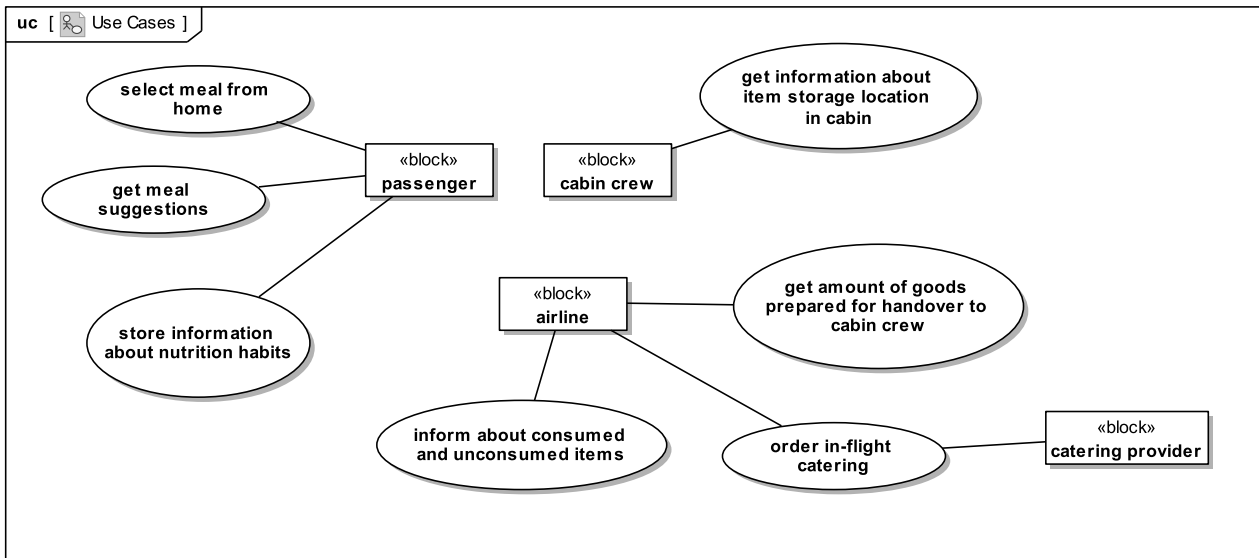 uc [ Use Cases ]
select meal from
home
get information about
item storage location
in cabin
«block»
passenger
«block»
cabin crew
get meal
suggestions
«block»
airline
get amount of goods
prepared for handover to
cabin crew
store information
about nutrition habits
inform about consumed
and unconsumed items
order in-flight
catering
«block»
catering provider